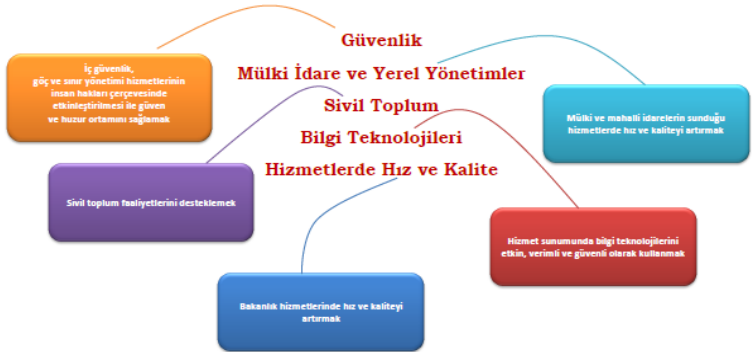 Güvenlik
Mülki İdare ve Yerel Yönetimler
Sivil Toplum
Bilgi Teknolojileri
Hizmetlerde Hız ve Kalite
İç güvenlik,
göç ve sınır yönetimi hizmetlerinin
insan hakları çerçevesinde
etkinleştirilmesi ile güven
ve huzur ortamını sağlamak
Mülki ve mahalli idarelerin sunduğu
hizmetlerde hız ve kaliteyi artırmak
Sivil toplum faaliyetlerini desteklemek
Hizmet sunumunda bilgi teknolojilerini
etkin, verimli ve güvenli olarak kullanmak
Bakanlık hizmetlerinde hız ve kaliteyi
artırmak